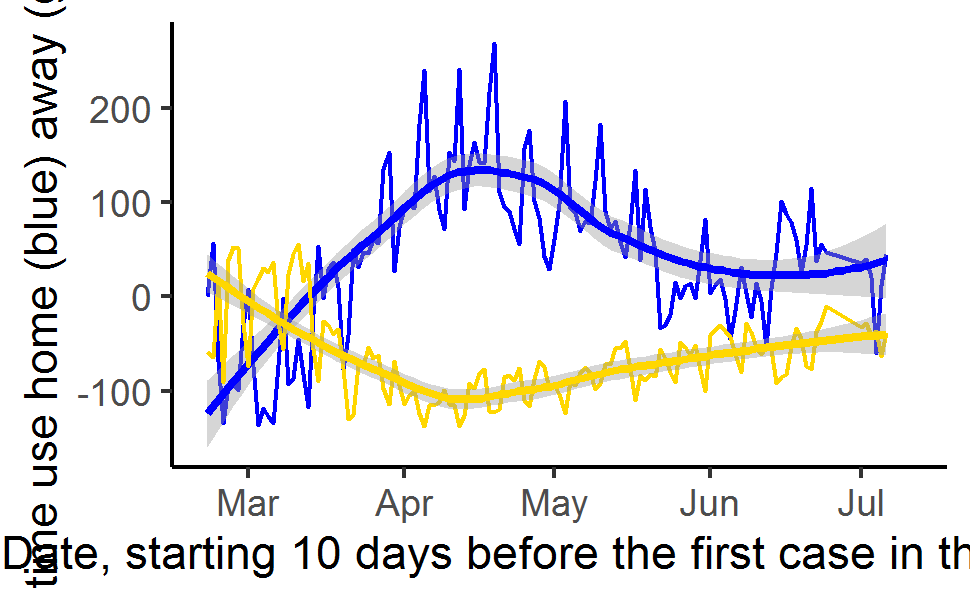 time use home (blue) away (
200
100
0
-100
Mar Apr May Jun Jul
Date, starting 10 days before the first case in th